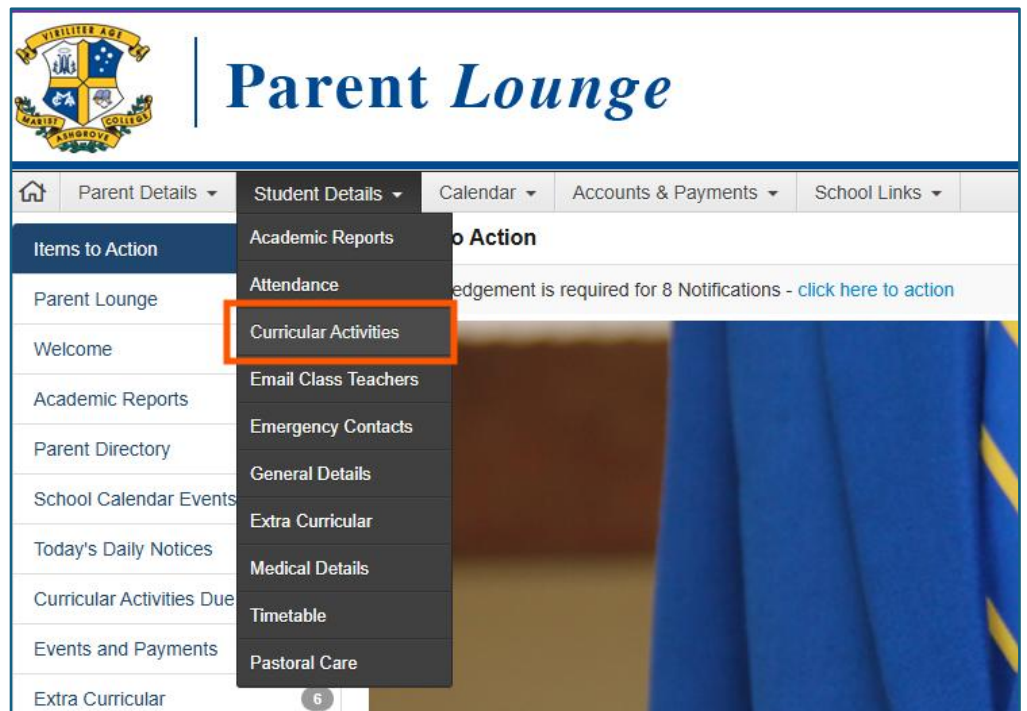 VIRILITER AGE
MARIST COLLEGE
ASHGROVE
Parent Lounge
Parent Details
Student Details
Calendar
Accounts & Payments
School Links
Items to Action
Parent Lounge
Welcome
Academic Reports
Parent Directory
School Calendar Events
Today's Daily Notices
Curricular Activities Due
Events and Payments
Extra Curricular 6
Academic Reports
Attendance
Curricular Activities
Email Class Teachers
Emergency Contacts
General Details
Extra Curricular
Medical Details
Timetable
Pastoral Care
o Action
edgement is required for 8 Notifications - click here to action